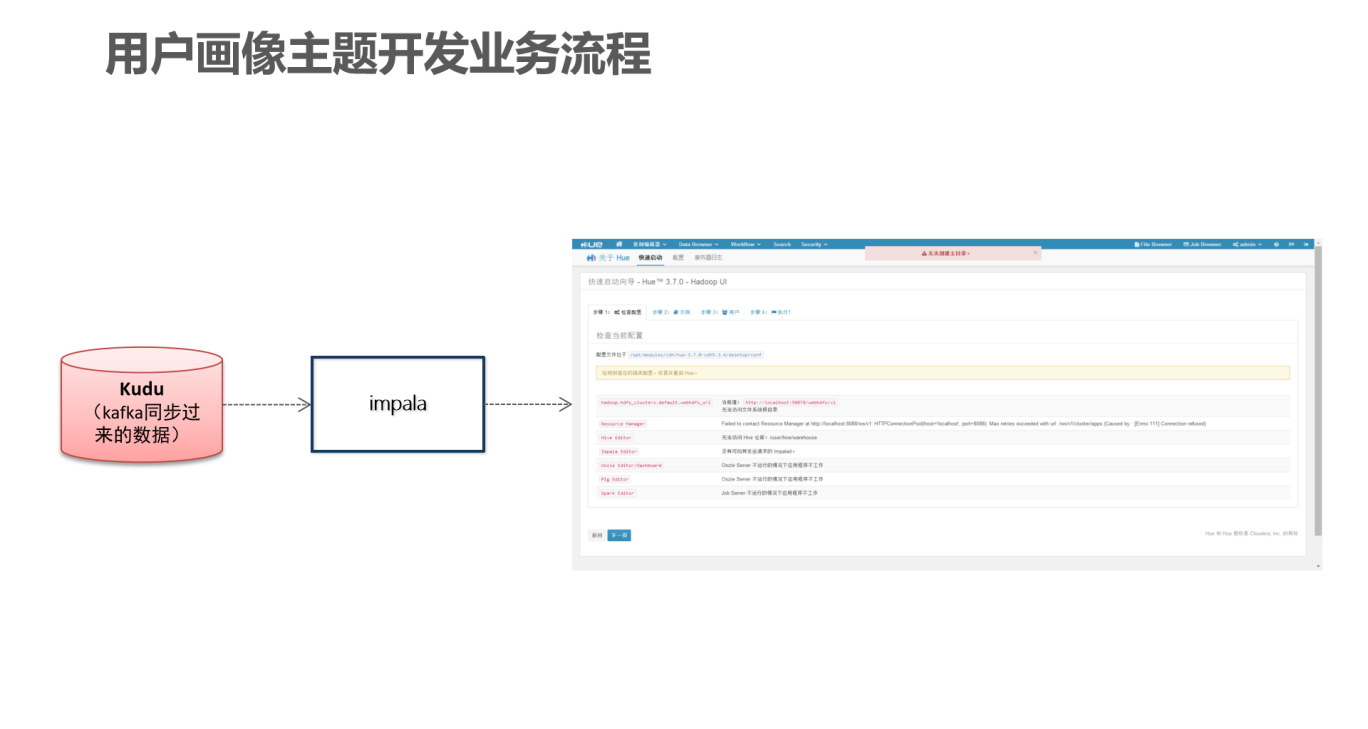 用户画像主题开发业务流程
Kudu
（kafka同步过
来的数据）
impala
HUE 查询编辑器 Data Browser Workflow Search Security File Browser Job Browser admin
关于 Hue 快速启动 配置 服务器日志
无法创建主目录。
快速启动向导 - Hue™ 3.7.0 - Hadoop UI
步骤 1: 检查配置 步骤 2: 示例 步骤 3: 用户 步骤 4: 执行!
检查当前配置
配置文件位于 /opt/modules/cdh/hue-3.7.0-cdh5.3.6/desktop/conf
检测到潜在的错误配置。修复并重启 Hue。
hadoop.hdfs_clusters.default.webhdfs_url 当前值： http://localhost:50070/webhdfs/v1
无法访问文件系统根目录
Resource Manager Failed to contact Resource Manager at http://localhost:8088/ws/v1: HTTPConnectionPool(host='localhost', port=8088): Max retries exceeded with url: /ws/v1/cluster/apps (Caused by : [Errno 111] Connection refused)
Hive Editor 无法访问 Hive 仓库：/user/hive/warehouse
Impala Editor 没有可向其发送请求的 Impalad。
Oozie Editor/Dashboard Oozie Server 不运行的情况下应用程序不工作
Pig Editor Oozie Server 不运行的情况下应用程序不工作
Spark Editor Job Server 不运行的情况下应用程序不工作
返回 下一页
Hue 和 Hue 徽标是 Cloudera, Inc. 的商标